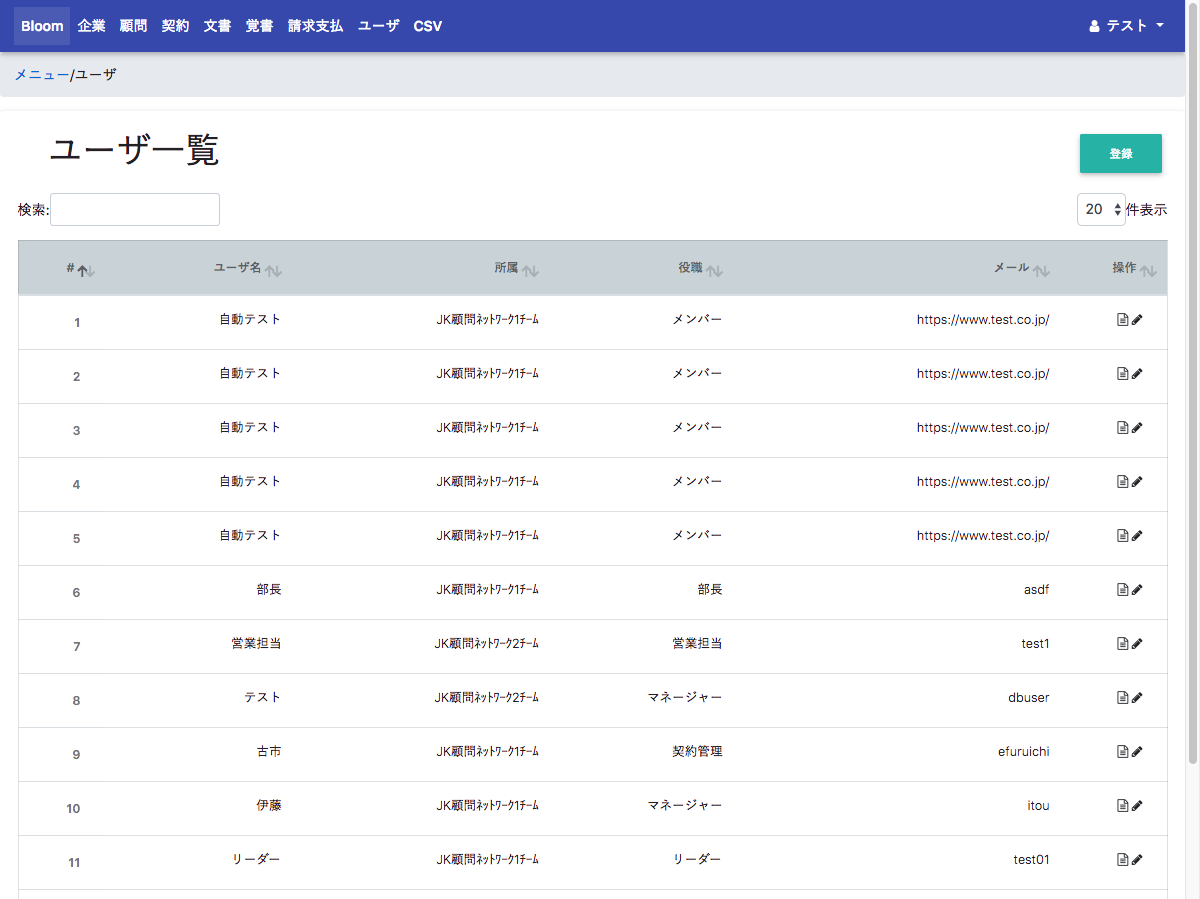 Bloom 企業 顧問 契約 文書 覚書 請求支払 ユーザ CSV テスト
メニュー/ユーザ
ユーザ一覧
登録
検索: 20 件表示
# ユーザ名 所属 役職 メール 操作
1 自動テスト JK顧問ﾈｯﾄﾜｰｸ1ﾁｰﾑ メンバー https://www.test.co.jp/
2 自動テスト JK顧問ﾈｯﾄﾜｰｸ1ﾁｰﾑ メンバー https://www.test.co.jp/
3 自動テスト JK顧問ﾈｯﾄﾜｰｸ1ﾁｰﾑ メンバー https://www.test.co.jp/
4 自動テスト JK顧問ﾈｯﾄﾜｰｸ1ﾁｰﾑ メンバー https://www.test.co.jp/
5 自動テスト JK顧問ﾈｯﾄﾜｰｸ1ﾁｰﾑ メンバー https://www.test.co.jp/
6 部長 JK顧問ﾈｯﾄﾜｰｸ1ﾁｰﾑ 部長 asdf
7 営業担当 JK顧問ﾈｯﾄﾜｰｸ2ﾁｰﾑ 営業担当 test1
8 テスト JK顧問ﾈｯﾄﾜｰｸ2ﾁｰﾑ マネージャー dbuser
9 古市 JK顧問ﾈｯﾄﾜｰｸ1ﾁｰﾑ 契約管理 efuruichi
10 伊藤 JK顧問ﾈｯﾄﾜｰｸ1ﾁｰﾑ マネージャー itou
11 リーダー JK顧問ﾈｯﾄﾜｰｸ1ﾁｰﾑ リーダー test01